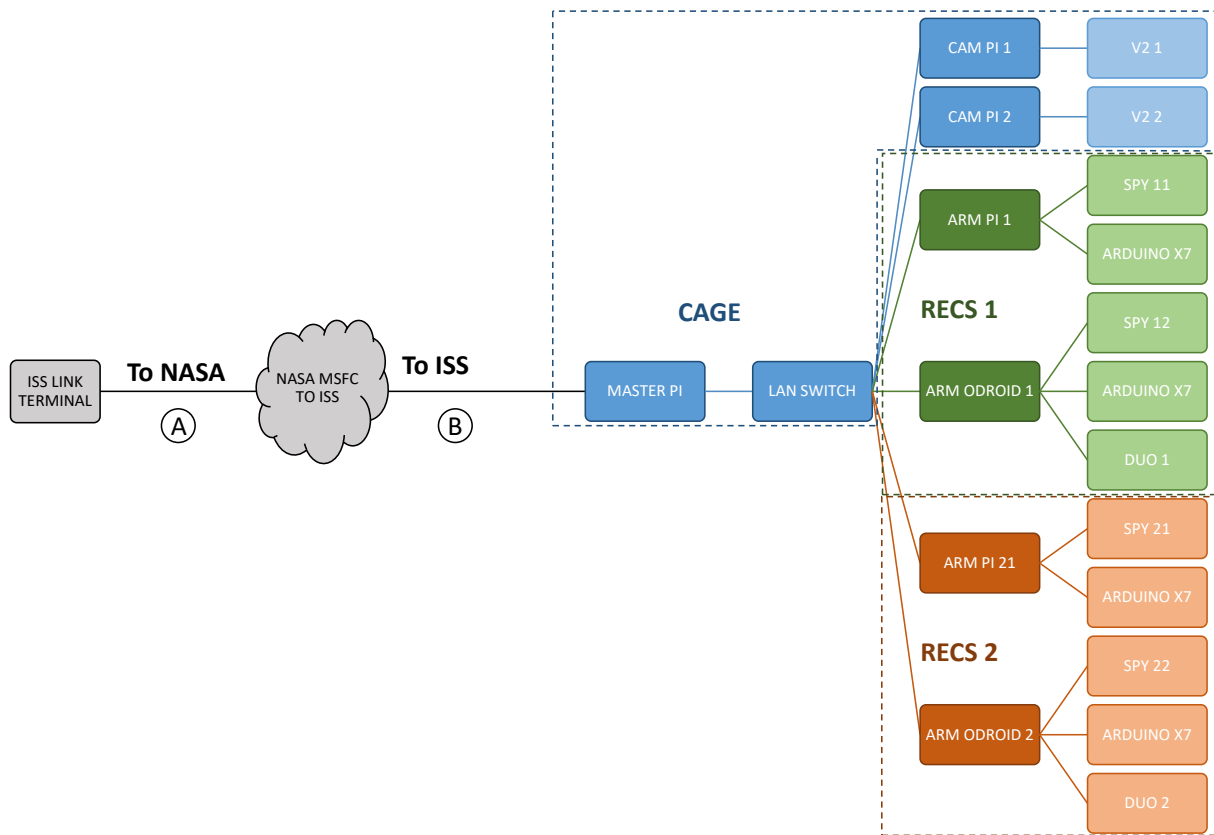 CAM PI 1
V2 1
CAM PI 2
V2 2
SPY 11
ARM PI 1
ARDUINO X7
CAGE
RECS 1
SPY 12
To NASA
To ISS
ISS LINK
TERMINAL
NASA MSFC
TO ISS
MASTER PI
LAN SWITCH
ARM ODROID 1
ARDUINO X7
A
B
DUO 1
SPY 21
ARM PI 21
ARDUINO X7
RECS 2
SPY 22
ARM ODROID 2
ARDUINO X7
DUO 2